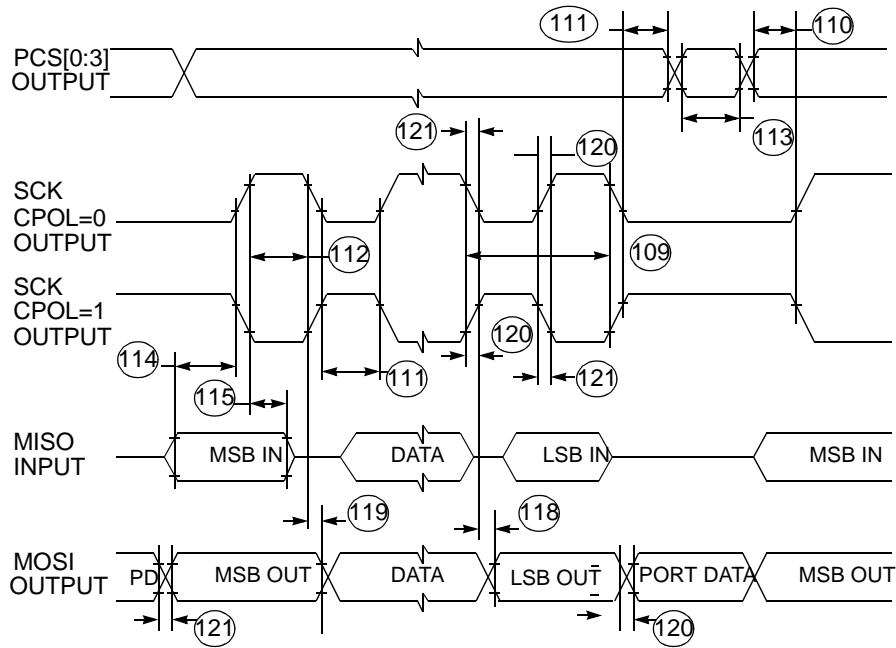 111
110
PCS[0:3]
OUTPUT
121
120
113
SCK
CPOL=0
OUTPUT
112
109
SCK
CPOL=1
OUTPUT
120
114
111
121
115
MISO
INPUT
MSB IN
DATA
LSB IN
MSB IN
119
118
MOSI
OUTPUT
PD
MSB OUT
DATA
LSB OUT
PORT DATA
MSB OUT
121
120